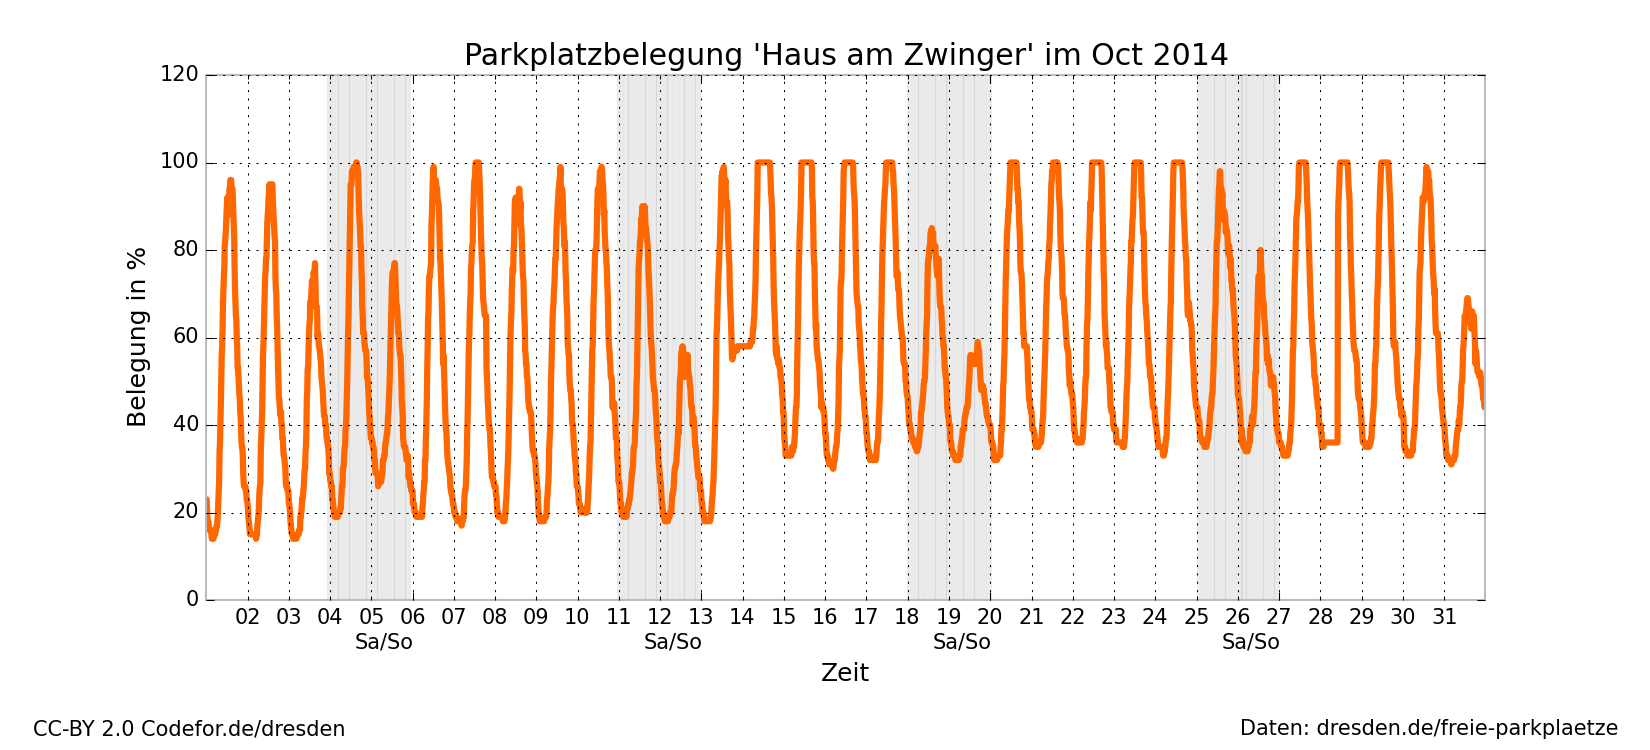 Parkplatzbelegung 'Haus am Zwinger' im Oct 2014
120
100
80
60
40
20
0
Belegung in %
02 03 04 05 06 07 08 09 10 11 12 13 14 15 16 17 18 19 20 21 22 23 24 25 26 27 28 29 30 31
Sa/So Sa/So Sa/So Sa/So
Zeit
CC-BY 2.0 Codefor.de/dresden
Daten: dresden.de/freie-parkplaetze